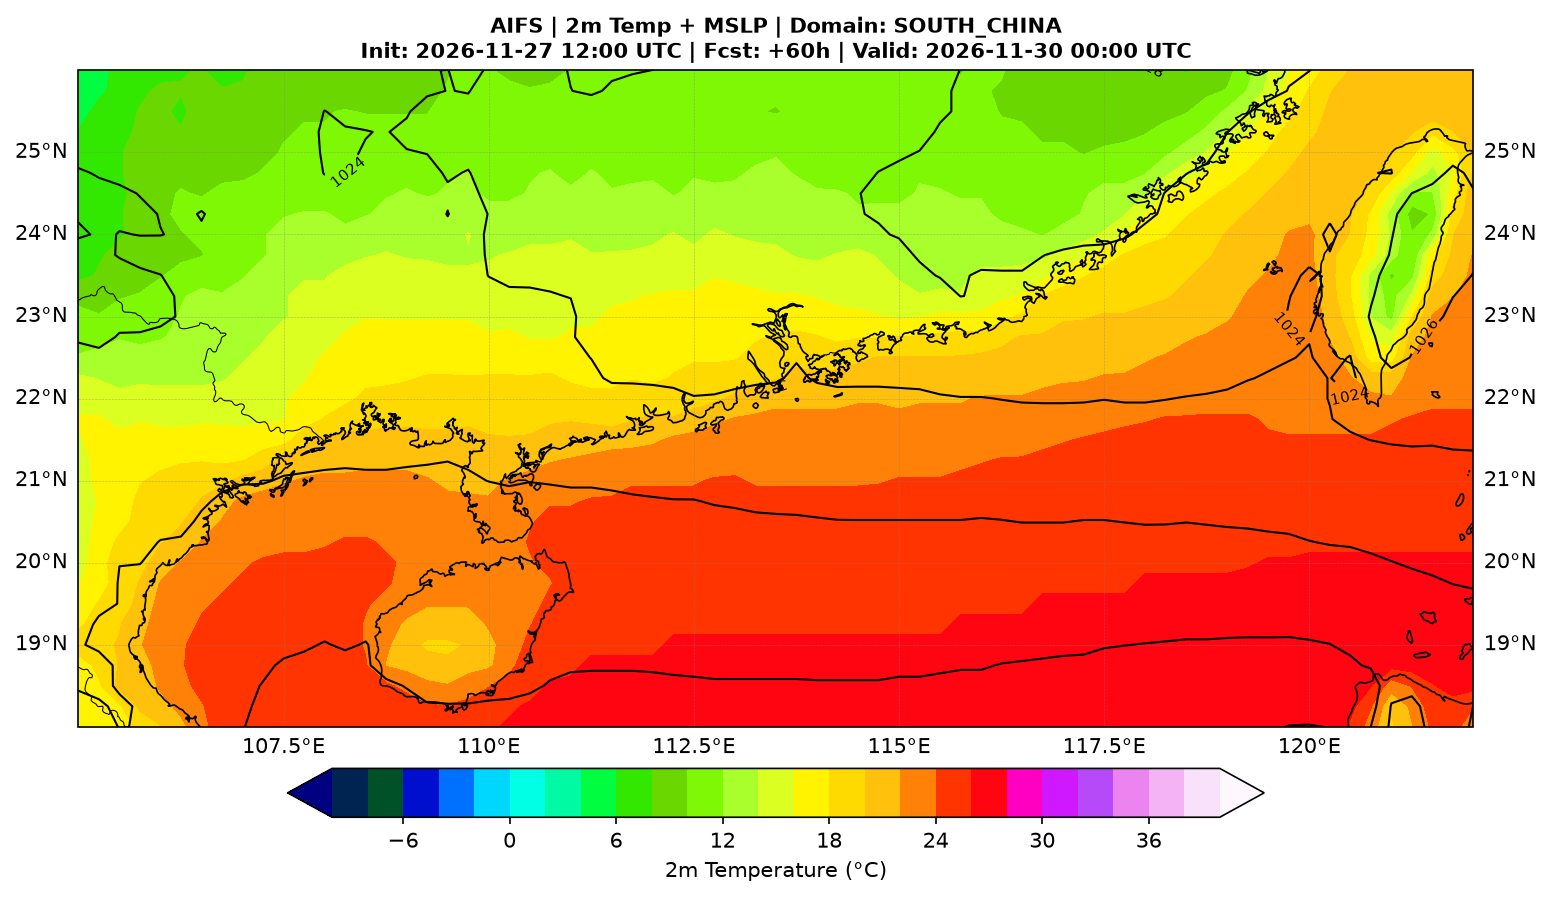 AIFS | 2m Temp + MSLP | Domain: SOUTH_CHINA
Init: 2026-11-27 12:00 UTC | Fcst: +60h | Valid: 2026-11-30 00:00 UTC
25°N 25°N
1024
24°N 24°N
23°N 23°N
1024 1026
22°N 22°N
1024
21°N 21°N
20°N 20°N
19°N 19°N
107.5°E 110°E 112.5°E 115°E 117.5°E 120°E
−6 0 6 12 18 24 30 36
2m Temperature (°C)